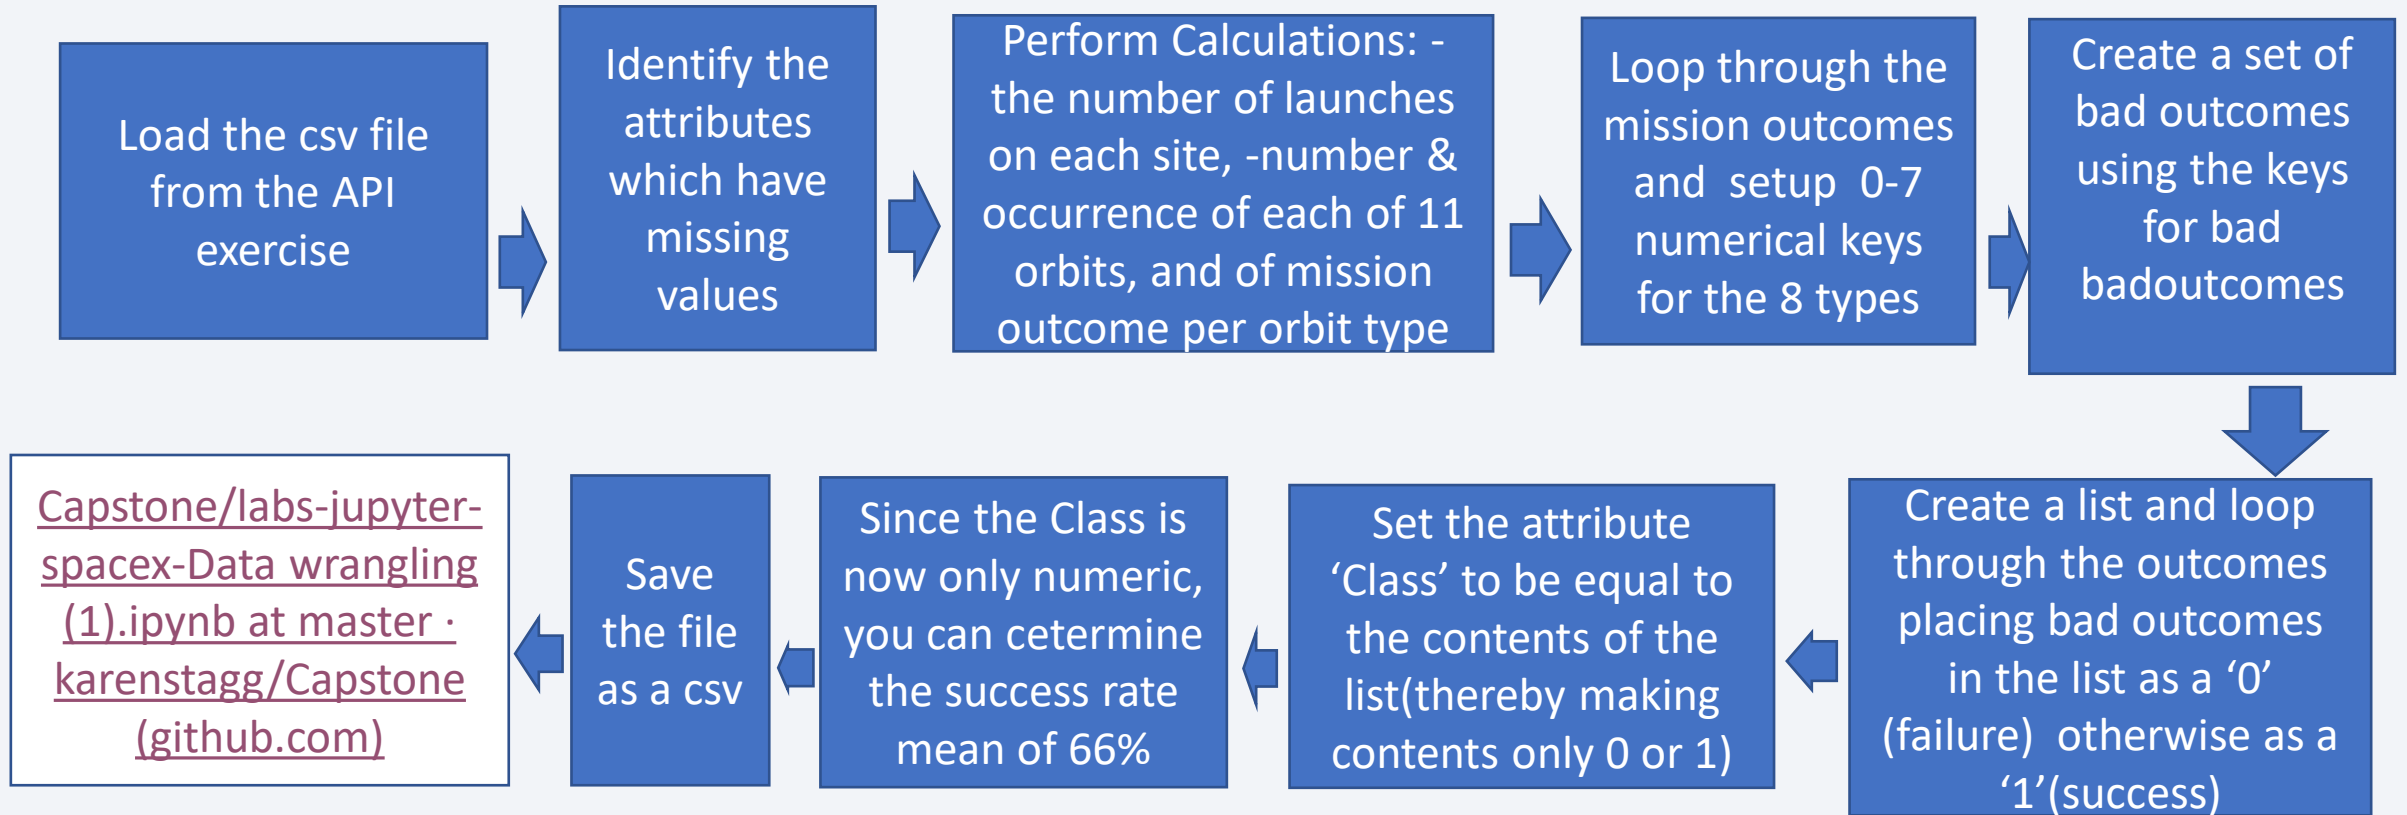 Load the csv file
from the API
exercise
Identify the
attributes
which have
missing
values
Perform Calculations: -
the number of launches
on each site, -number &
occurrence of each of 11
orbits, and of mission
outcome per orbit type
Loop through the
mission outcomes
and setup 0-7
numerical keys
for the 8 types
Create a set of
bad outcomes
using the keys
for bad
badoutcomes
Create a list and loop
through the outcomes
placing bad outcomes
in the list as a ‘0’
(failure) otherwise as a
‘1’(success)
Set the attribute
‘Class’ to be equal to
the contents of the
list(thereby making
contents only 0 or 1)
Since the Class is
now only numeric,
you can cetermine
the success rate
mean of 66%
Save
the file
as a csv
Capstone/labs-jupyter-
spacex-Data wrangling
(1).ipynb at master ·
karenstagg/Capstone
(github.com)